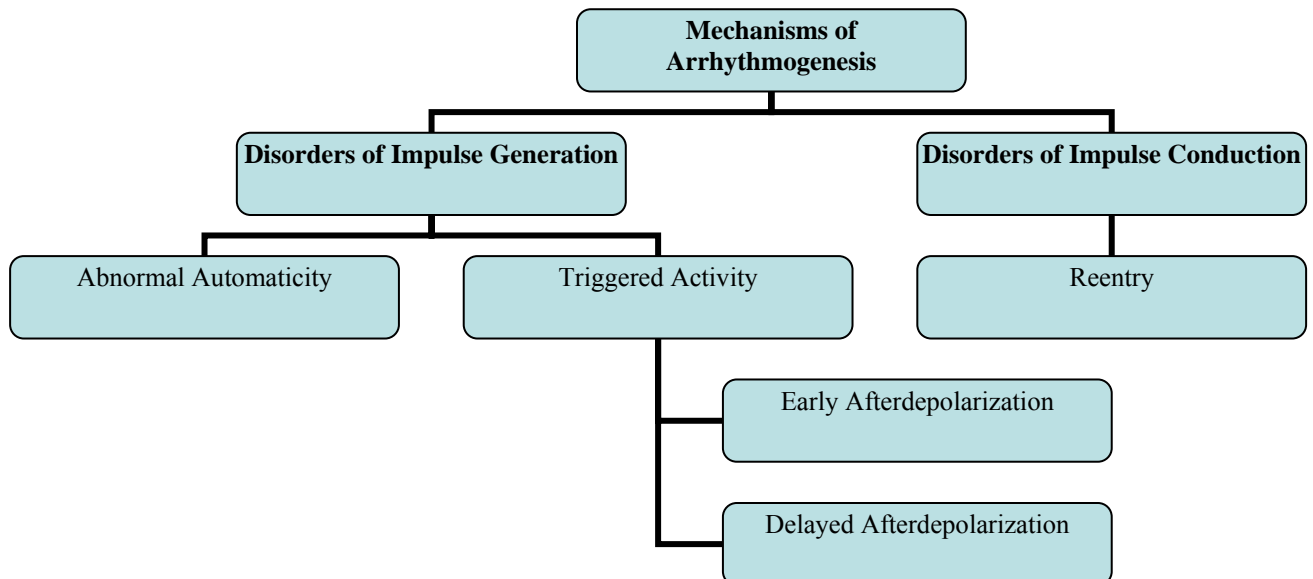 Mechanisms of
Arrhythmogenesis
Disorders of Impulse Generation
Disorders of Impulse Conduction
Abnormal Automaticity
Triggered Activity
Reentry
Early Afterdepolarization
Delayed Afterdepolarization